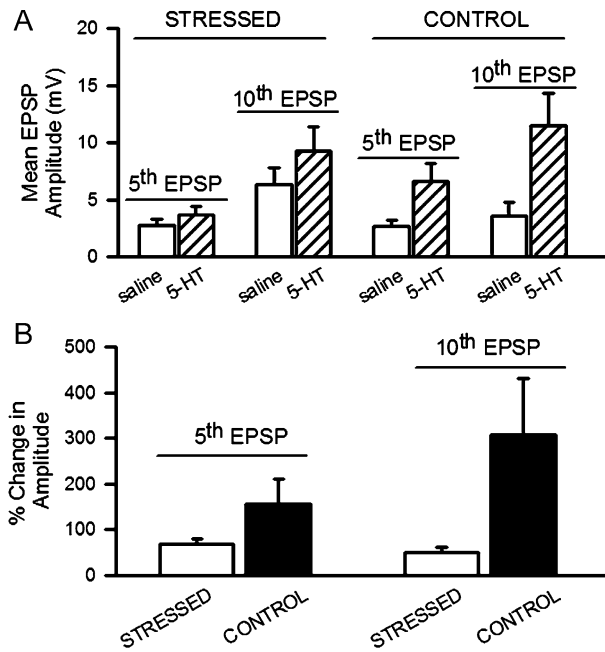 A
STRESSED
CONTROL
Mean EPSP
Amplitude (mV)
20
15
10
5
0
5th EPSP
10th EPSP
5th EPSP
10th EPSP
saline
5-HT
saline
5-HT
saline
5-HT
saline
5-HT
B
% Change in
Amplitude
500
400
300
200
100
0
5th EPSP
10th EPSP
STRESSED
CONTROL
STRESSED
CONTROL